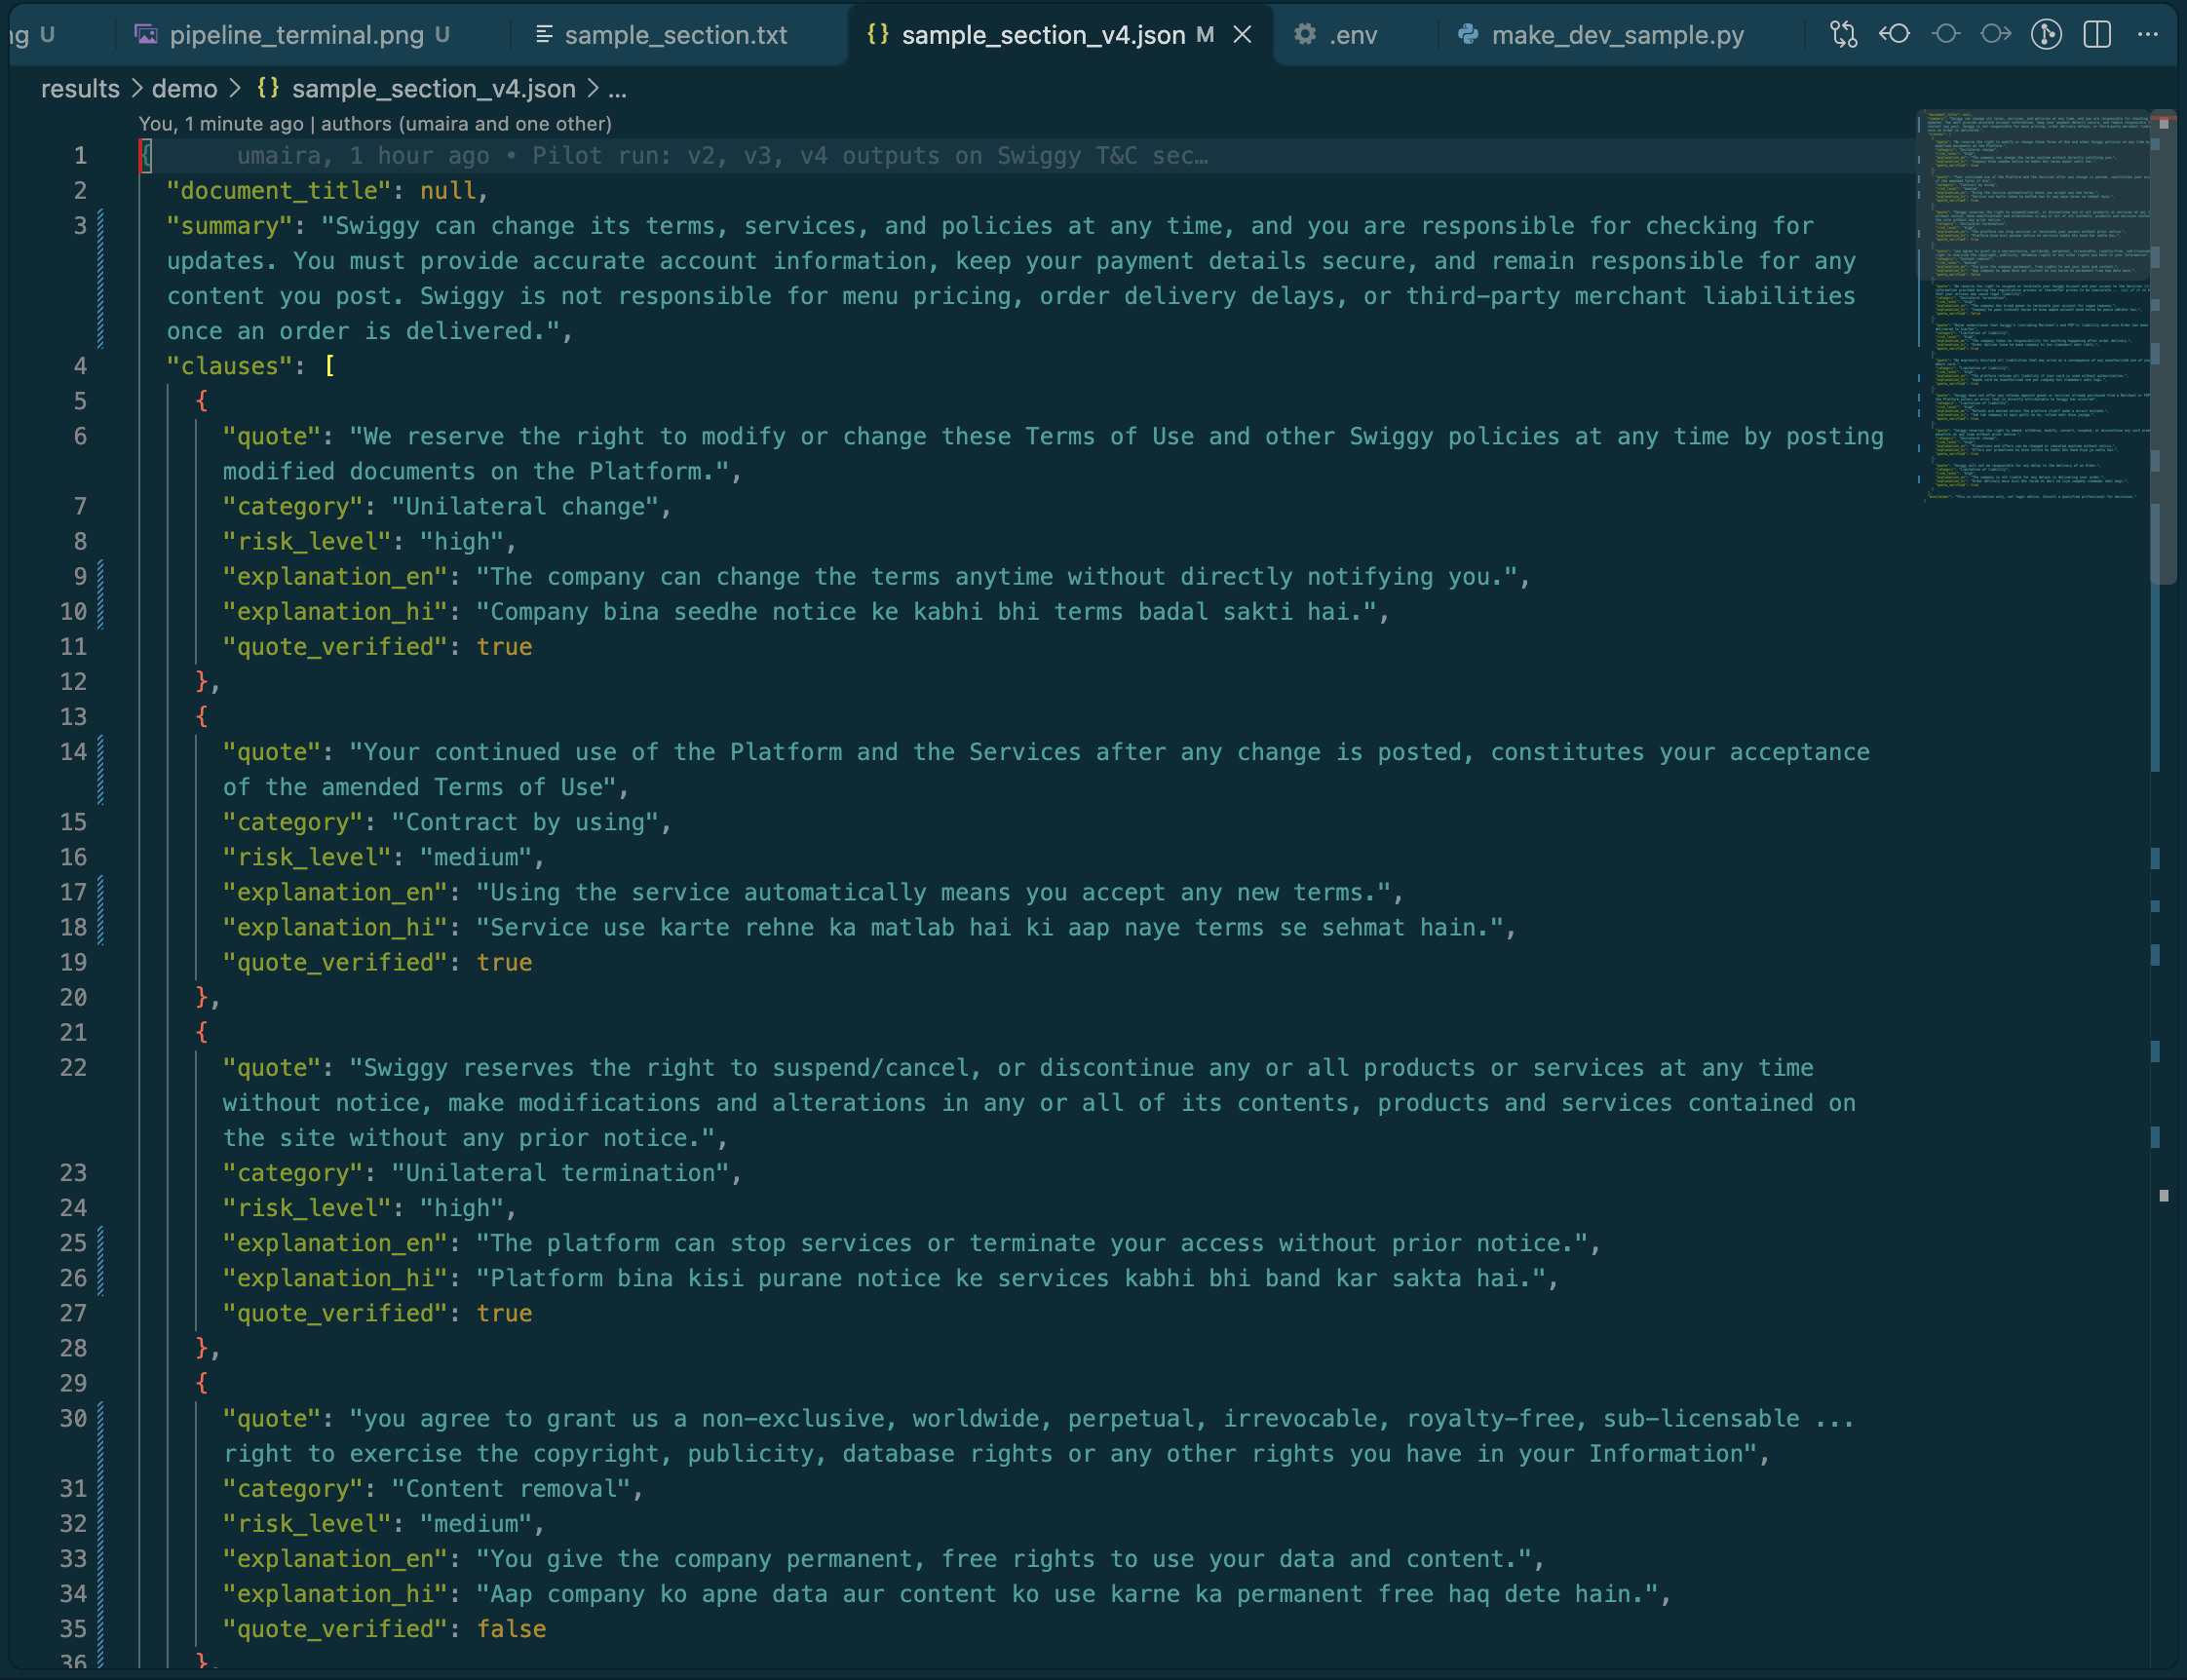 ng U
pipeline_terminal.png U
sample_section.txt
{} sample_section_v4.json M
.env
make_dev_sample.py
results > demo > {} sample_section_v4.json > ...
You, 1 minute ago | authors (umaira and one other)
1 { umaira, 1 hour ago • Pilot run: v2, v3, v4 outputs on Swiggy T&C sec…
2 "document_title": null,
3 "summary": "Swiggy can change its terms, services, and policies at any time, and you are responsible for checking for
updates. You must provide accurate account information, keep your payment details secure, and remain responsible for any
content you post. Swiggy is not responsible for menu pricing, order delivery delays, or third-party merchant liabilities
once an order is delivered.",
4 "clauses": [
5 {
6 "quote": "We reserve the right to modify or change these Terms of Use and other Swiggy policies at any time by posting
modified documents on the Platform.",
7 "category": "Unilateral change",
8 "risk_level": "high",
9 "explanation_en": "The company can change the terms anytime without directly notifying you.",
10 "explanation_hi": "Company bina seedhe notice ke kabhi bhi terms badal sakti hai.",
11 "quote_verified": true
12 },
13 {
14 "quote": "Your continued use of the Platform and the Services after any change is posted, constitutes your acceptance
of the amended Terms of Use",
15 "category": "Contract by using",
16 "risk_level": "medium",
17 "explanation_en": "Using the service automatically means you accept any new terms.",
18 "explanation_hi": "Service use karte rehne ka matlab hai ki aap naye terms se sehmat hain.",
19 "quote_verified": true
20 },
21 {
22 "quote": "Swiggy reserves the right to suspend/cancel, or discontinue any or all products or services at any time
without notice, make modifications and alterations in any or all of its contents, products and services contained on
the site without any prior notice.",
23 "category": "Unilateral termination",
24 "risk_level": "high",
25 "explanation_en": "The platform can stop services or terminate your access without prior notice.",
26 "explanation_hi": "Platform bina kisi purane notice ke services kabhi bhi band kar sakta hai.",
27 "quote_verified": true
28 },
29 {
30 "quote": "you agree to grant us a non-exclusive, worldwide, perpetual, irrevocable, royalty-free, sub-licensable ...
right to exercise the copyright, publicity, database rights or any other rights you have in your Information",
31 "category": "Content removal",
32 "risk_level": "medium",
33 "explanation_en": "You give the company permanent, free rights to use your data and content.",
34 "explanation_hi": "Aap company ko apne data aur content ko use karne ka permanent free haq dete hain.",
35 "quote_verified": false
36 },